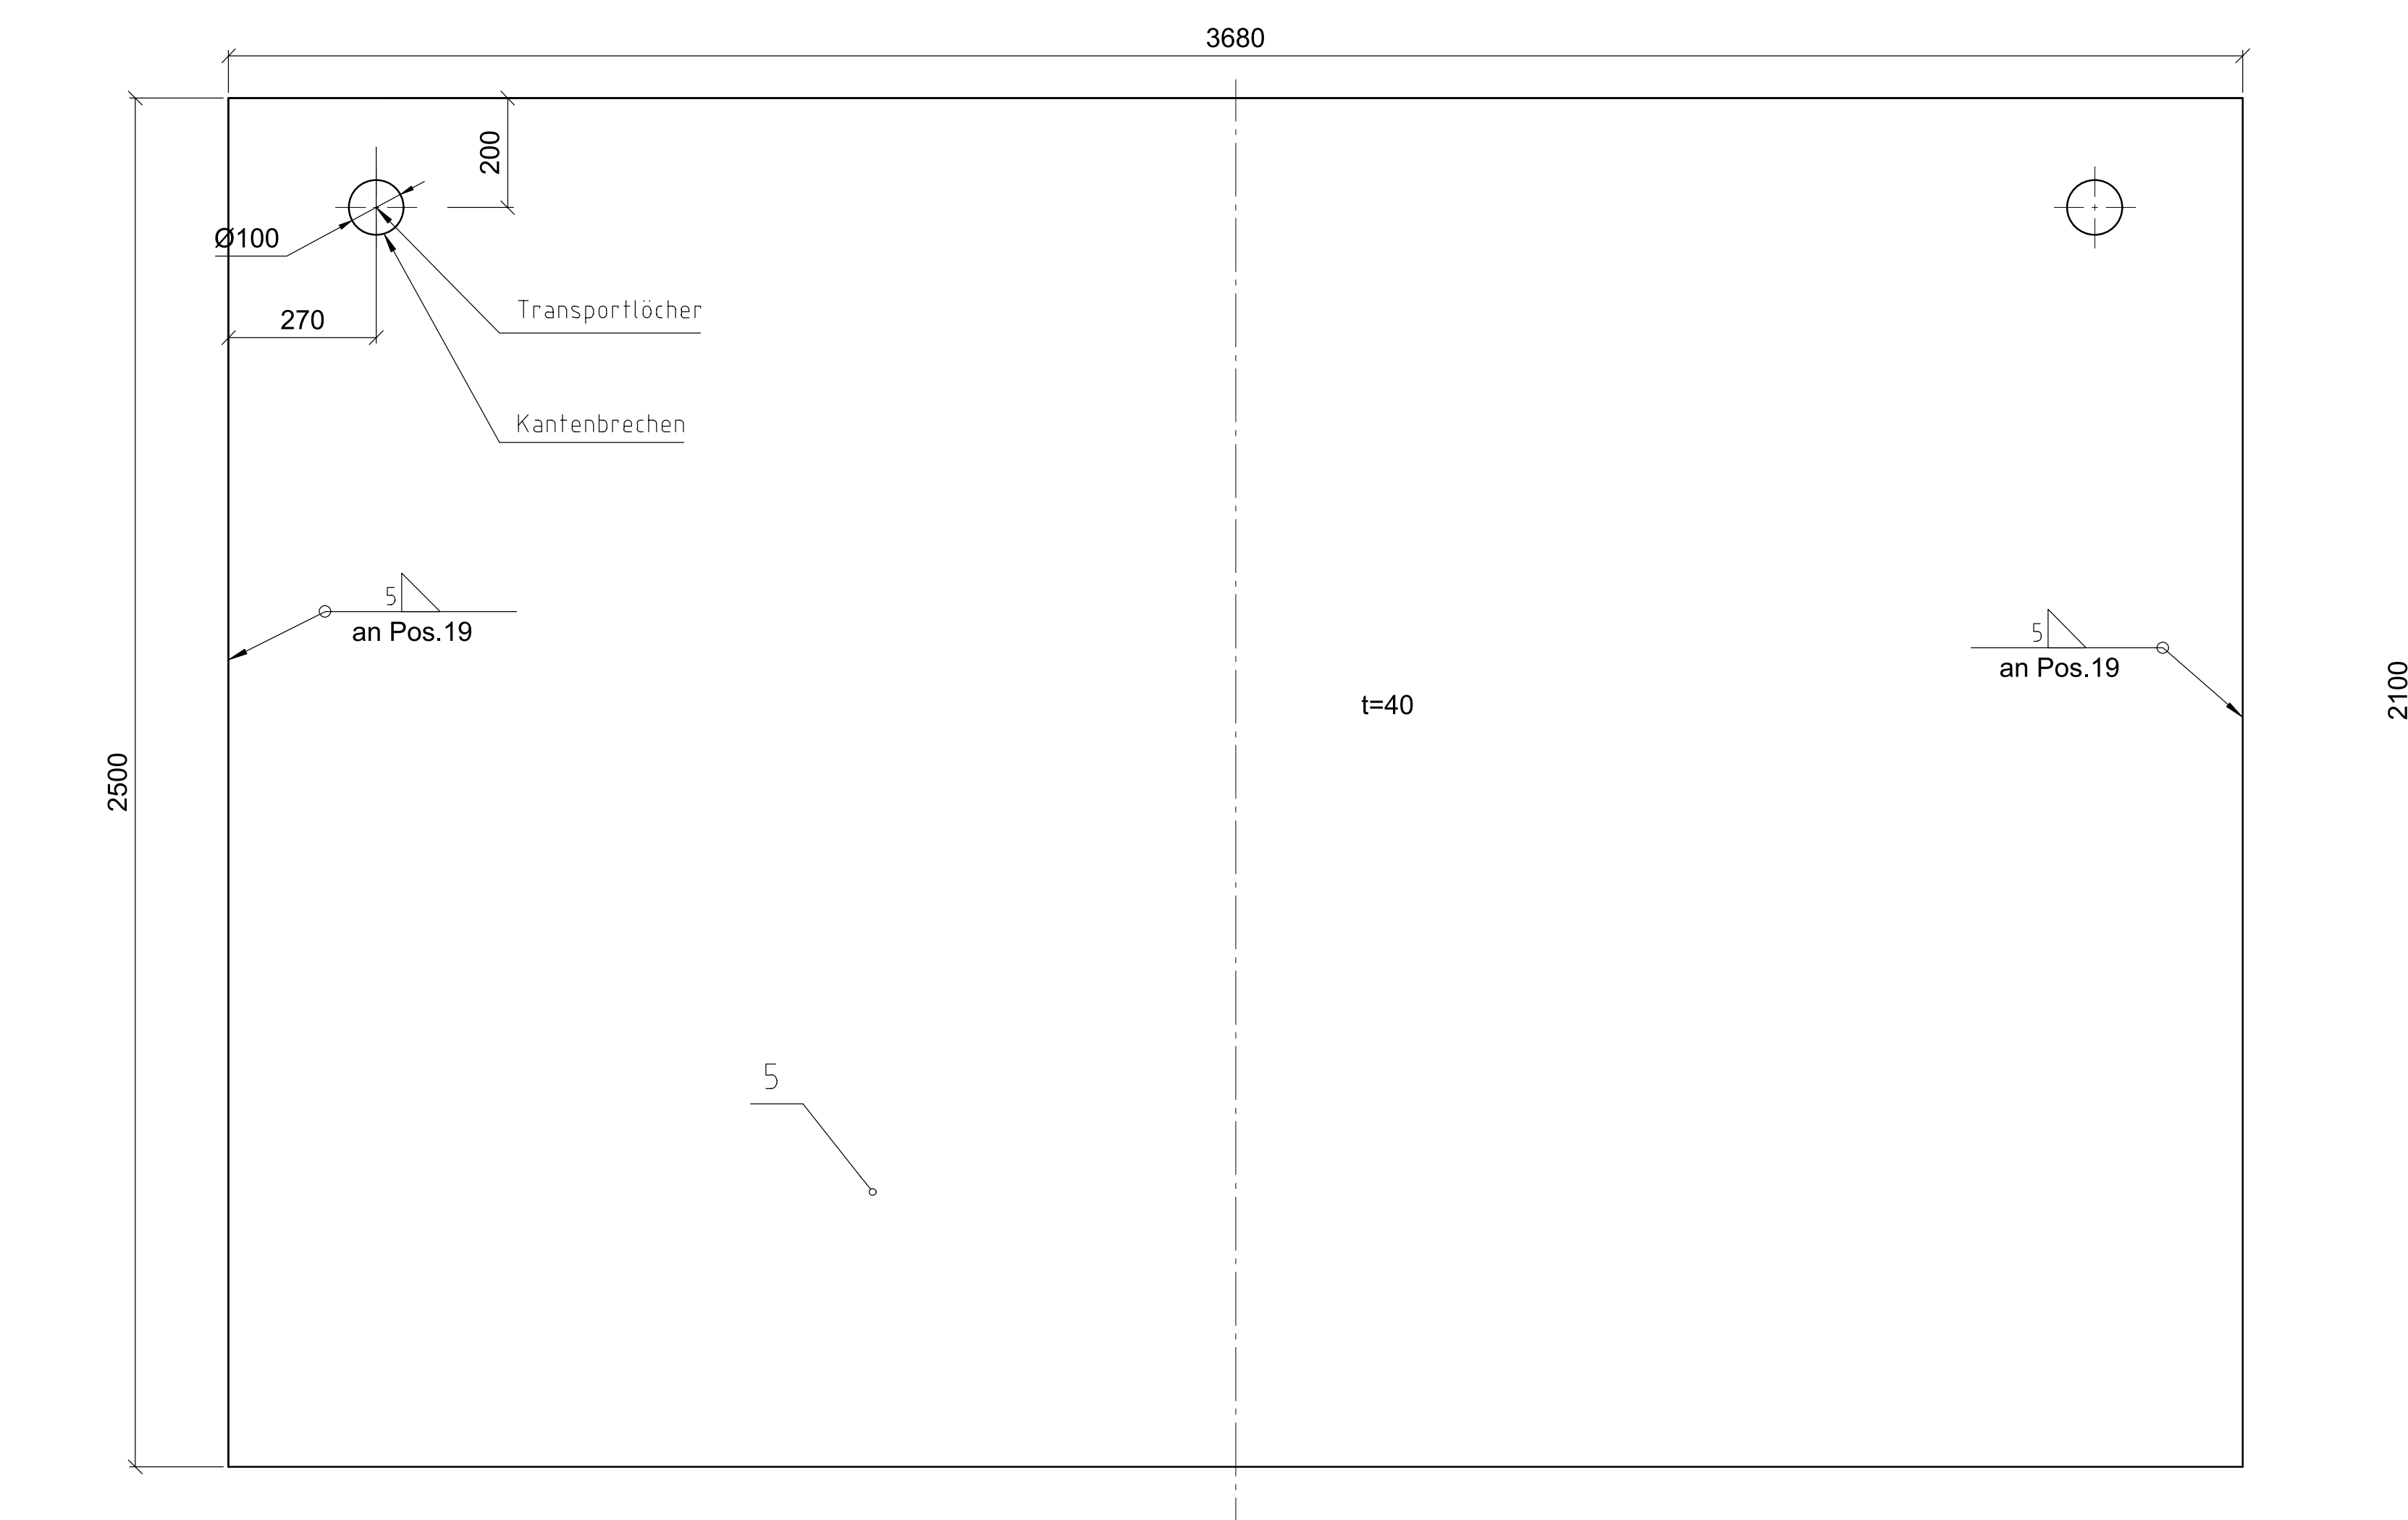 3680
200
Ø100
270
Transportlöcher
Kantenbrechen
5
an Pos.19
5
an Pos.19
t=40
2100
2500
5